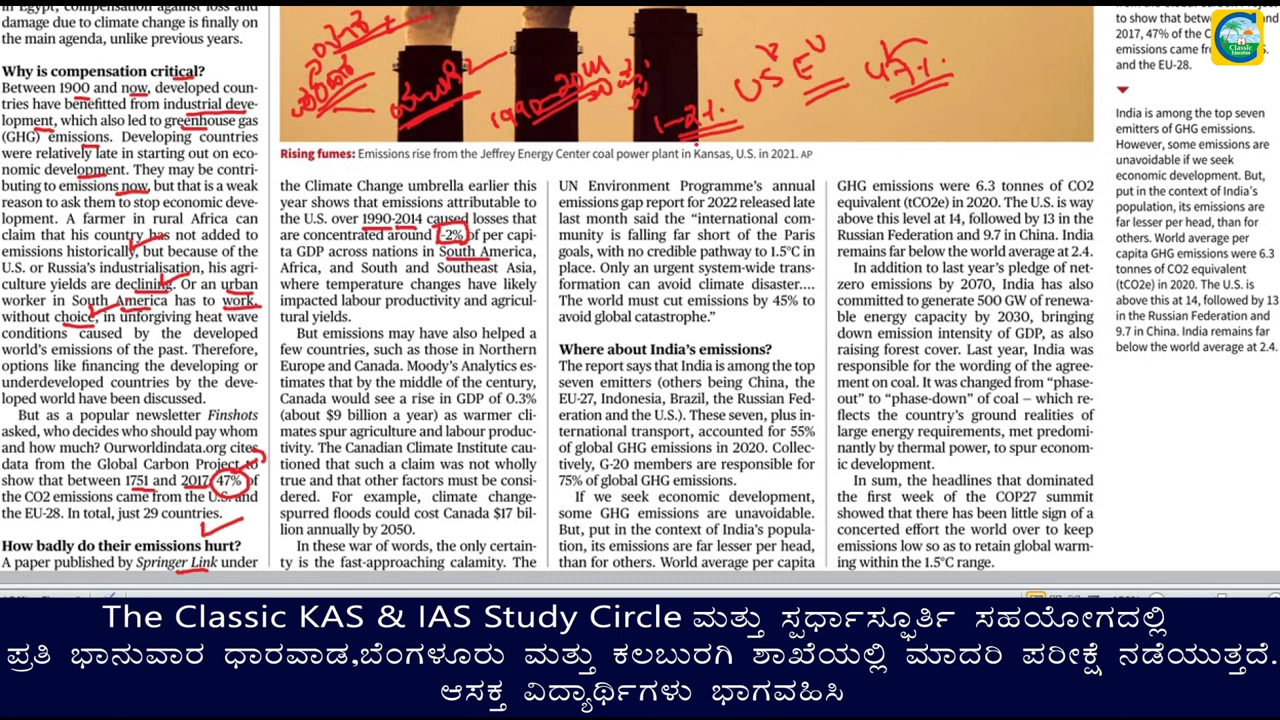 in Egypt, compensation against loss and
damage due to climate change is finally on
the main agenda, unlike previous years.
Why is compensation critical?
Between 1900 and now, developed coun-
tries have benefitted from industrial deve-
lopment, which also led to greenhouse gas
(GHG) emissions. Developing countries
were relatively late in starting out on eco-
nomic development. They may be contri-
buting to emissions now, but that is a weak
reason to ask them to stop economic deve-
lopment. A farmer in rural Africa can
claim that his country has not added to
emissions historically, but because of the
U.S. or Russia's industrialisation, his agri-
culture yields are declining. Or an urban
worker in South America has to work,
without choice, in unforgiving heat wave
conditions caused by the developed
world's emissions of the past. Therefore,
options like financing the developing or
underdeveloped countries by the deve-
loped world have been discussed.
But as a popular newsletter Finshots
asked, who decides who should pay whom
and how much? Ourworldindata.org cites
data from the Global Carbon Project to
show that between 1751 and 2017, 47% of
the CO2 emissions came from the U.S. and
the EU-28. In total, just 29 countries.
How badly do their emissions hurt?
A paper published by Springer Link under
1990-2014
1-2%
US EU
47%
Rising fumes: Emissions rise from the Jeffrey Energy Center coal power plant in Kansas, U.S. in 2021. AP
the Climate Change umbrella earlier this
year shows that emissions attributable to
the U.S. over 1990-2014 caused losses that
are concentrated around 1-2% of per capi-
ta GDP across nations in South America,
Africa, and South and Southeast Asia,
where temperature changes have likely
impacted labour productivity and agricul-
tural yields.
But emissions may have also helped a
few countries, such as those in Northern
Europe and Canada. Moody's Analytics es-
timates that by the middle of the century,
Canada would see a rise in GDP of 0.3%
(about $9 billion a year) as warmer cli-
mates spur agriculture and labour produc-
tivity. The Canadian Climate Institute cau-
tioned that such a claim was not wholly
true and that other factors must be consi-
dered. For example, climate change-
spurred floods could cost Canada $17 bil-
lion annually by 2050.
In these war of words, the only certain-
ty is the fast-approaching calamity. The
UN Environment Programme's annual
emissions gap report for 2022 released late
last month said the "international com-
munity is falling far short of the Paris
goals, with no credible pathway to 1.5°C in
place. Only an urgent system-wide trans-
formation can avoid climate disaster....
The world must cut emissions by 45% to
avoid global catastrophe."
Where about India's emissions?
The report says that India is among the top
seven emitters (others being China, the
EU-27, Indonesia, Brazil, the Russian Fed-
eration and the U.S.). These seven, plus in-
ternational transport, accounted for 55%
of global GHG emissions in 2020. Collec-
tively, G-20 members are responsible for
75% of global GHG emissions.
If we seek economic development,
some GHG emissions are unavoidable.
But, put in the context of India's popula-
tion, its emissions are far lesser per head,
than for others. World average per capita
GHG emissions were 6.3 tonnes of CO2
equivalent (tCO2e) in 2020. The U.S. is way
above this level at 14, followed by 13 in the
Russian Federation and 9.7 in China. India
remains far below the world average at 2.4.
In addition to last year's pledge of net-
zero emissions by 2070, India has also
committed to generate 500 GW of renewa-
ble energy capacity by 2030, bringing
down emission intensity of GDP, as also
raising forest cover. Last year, India was
responsible for the wording of the agree-
ment on coal. It was changed from "phase-
out" to "phase-down" of coal – which re-
flects the country's ground realities of
large energy requirements, met predomi-
nantly by thermal power, to spur econom-
ic development.
In sum, the headlines that dominated
the first week of the COP27 summit
showed that there has been little sign of a
concerted effort the world over to keep
emissions low so as to retain global warm-
ing within the 1.5°C range.
to show that between and
2017, 47% of the C
emissions came from the U.S.
and the EU-28.
India is among the top seven
emitters of GHG emissions.
However, some emissions are
unavoidable if we seek
economic development. But,
put in the context of India's
population, its emissions are
far lesser per head, than for
others. World average per
capita GHG emissions were 6.3
tonnes of CO2 equivalent
(tCO2e) in 2020. The U.S. is
above this at 14, followed by 13
in the Russian Federation and
9.7 in China. India remains far
below the world average at 2.4.
Classic
Education
The Classic KAS & IAS Study Circle ಮತ್ತು ಸ್ಪರ್ಧಾಸ್ಫೂರ್ತಿ ಸಹಯೋಗದಲ್ಲಿ
ಪ್ರತಿ ಭಾನುವಾರ ಧಾರವಾಡ,ಬೆಂಗಳೂರು ಮತ್ತು ಕಲಬುರಗಿ ಶಾಖೆಯಲ್ಲಿ ಮಾದರಿ ಪರೀಕ್ಷೆ ನಡೆಯುತ್ತದೆ.
ಆಸಕ್ತ ವಿದ್ಯಾರ್ಥಿಗಳು ಭಾಗವಹಿಸಿ